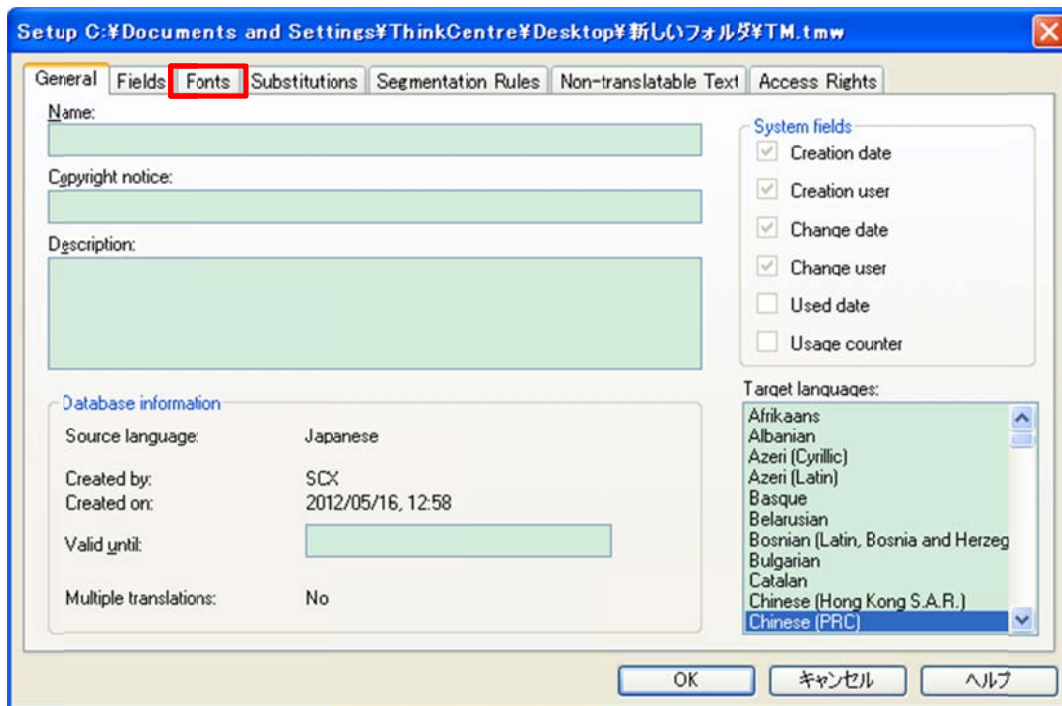 Setup C:¥Documents and Settings¥ThinkCentre¥Desktop¥新しいフォルダ¥TM.tmw
General Fields Fonts Substitutions Segmentation Rules Non-translatable Text Access Rights
Name:
Copyright notice:
Description:
System fields
Creation date
Creation user
Change date
Change user
Used date
Usage counter
Database information
Source language: Japanese
Created by: SCX
Created on: 2012/05/16, 12:58
Valid until:
Multiple translations: No
Target languages:
Afrikaans
Albanian
Azeri (Cyrillic)
Azeri (Latin)
Basque
Belarusian
Bosnian (Latin, Bosnia and Herzeg
Bulgarian
Catalan
Chinese (Hong Kong S.A.R.)
Chinese (PRC)
OK キャンセル ヘルプ